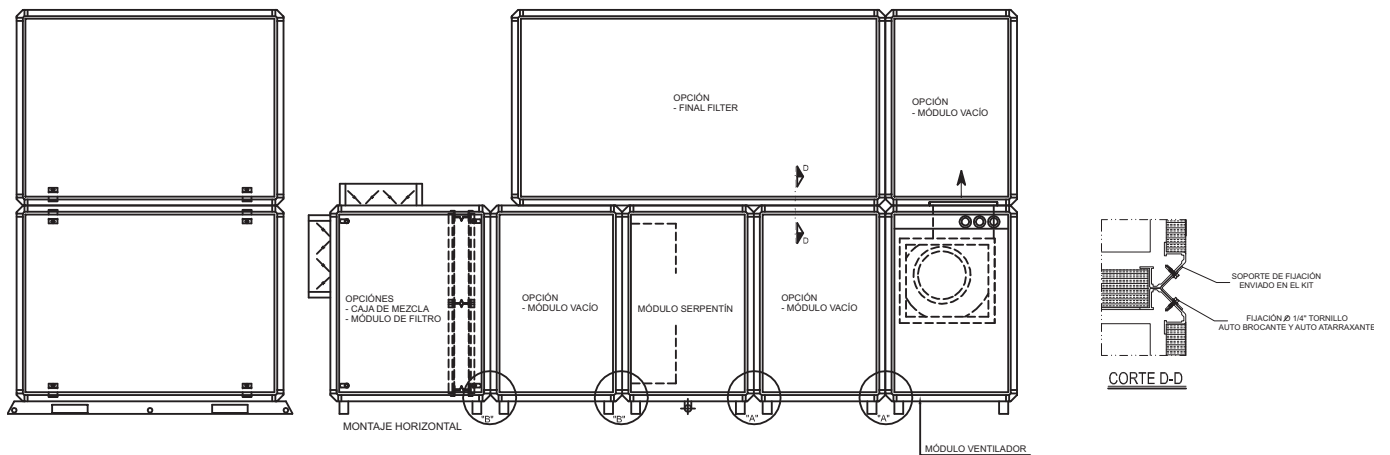 OPCIÓN
- FINAL FILTER
OPCIÓN
- MÓDULO VACÍO
D
D
OPCIÓNES
- CAJA DE MEZCLA
- MÓDULO DE FILTRO
OPCIÓN
- MÓDULO VACÍO
MÓDULO SERPENTÍN
OPCIÓN
- MÓDULO VACÍO
"B"
"B"
"A"
"A"
MONTAJE HORIZONTAL
MÓDULO VENTILADOR
SOPORTE DE FIJACIÓN
ENVIADO EN EL KIT
FIJACIÓN Ø 1/4" TORNILLO
AUTO BROCANTE Y AUTO ATARRAXANTE
CORTE D-D